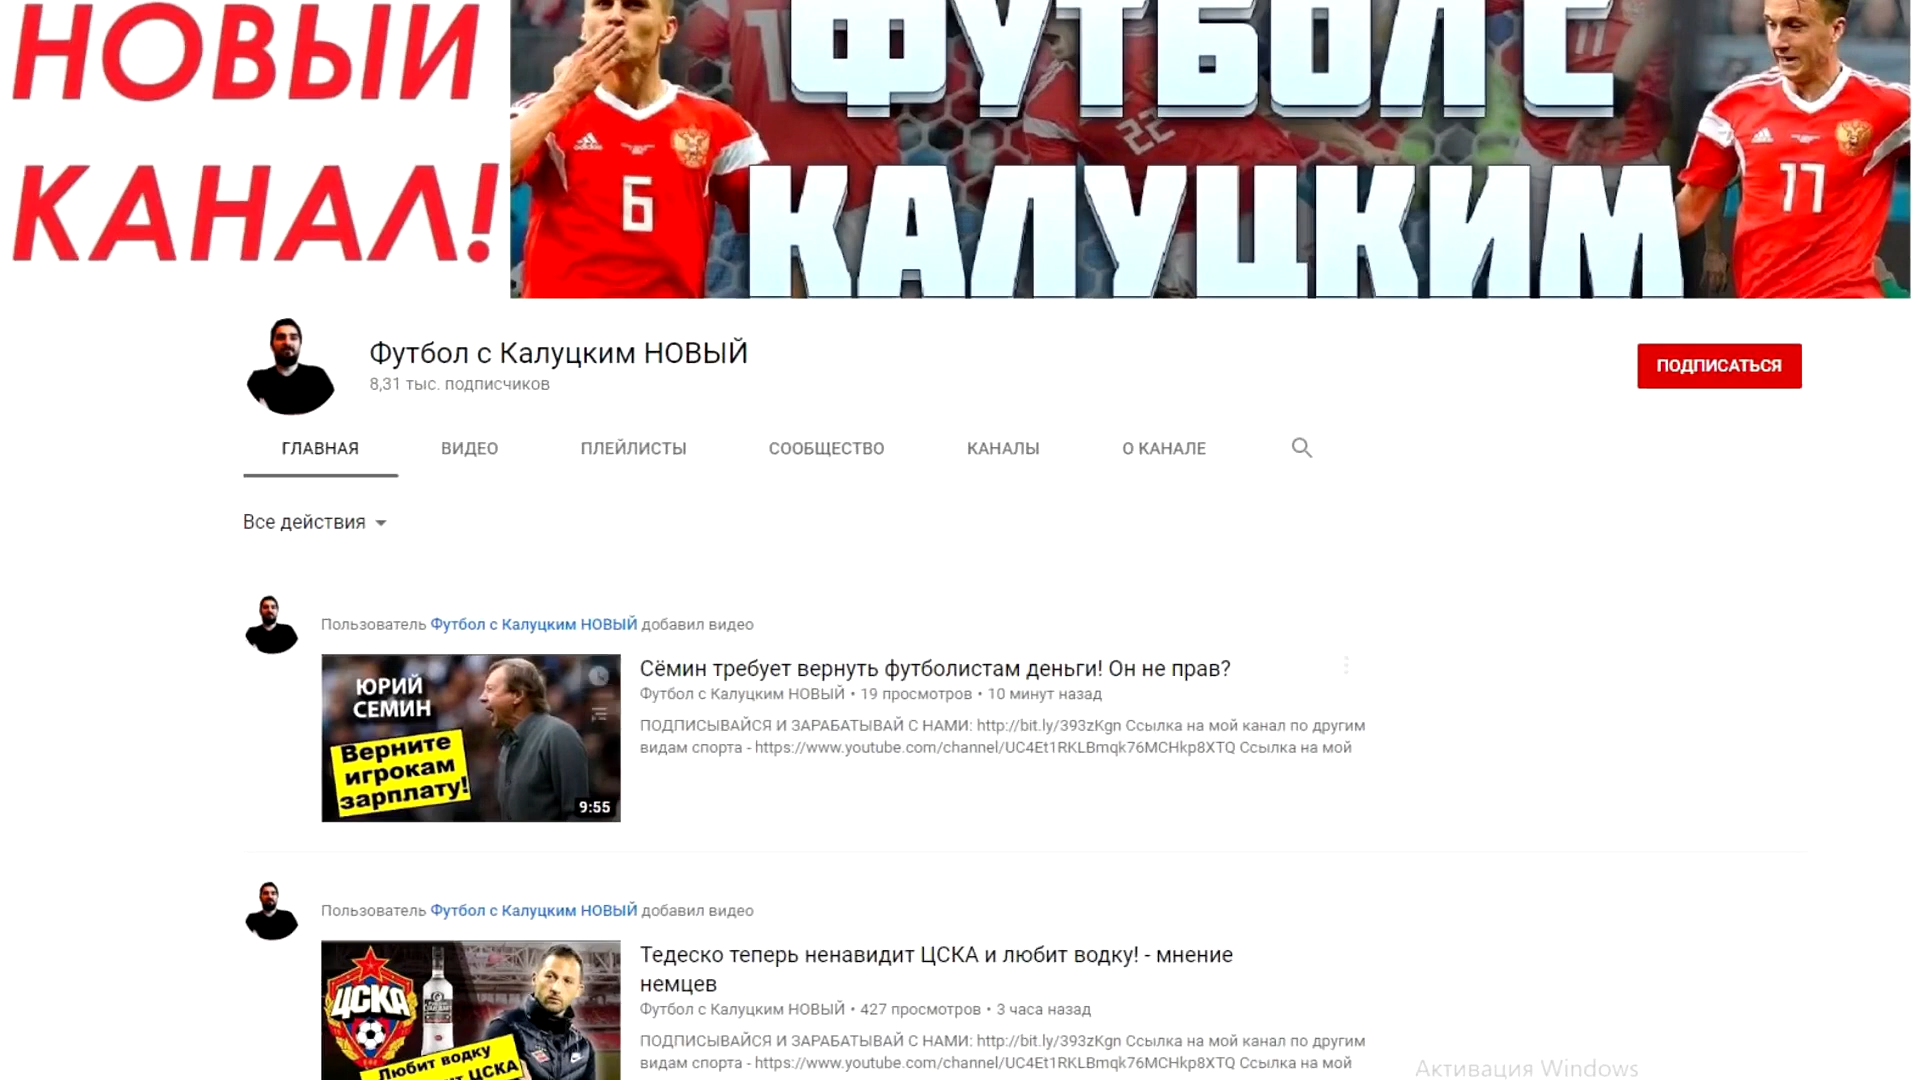 НОВЫЙ
КАНАЛ!
ФУТБОЛ С
КАЛУЦКИМ
6
22
17
Футбол с Калуцким НОВЫЙ
8,31 тыс. подписчиков
ПОДПИСАТЬСЯ
ГЛАВНАЯ ВИДЕО ПЛЕЙЛИСТЫ СООБЩЕСТВО КАНАЛЫ О КАНАЛЕ
Все действия
Пользователь Футбол с Калуцким НОВЫЙ добавил видео
ЮРИЙ
СЕМИН
Верните
игрокам
зарплату!
9:55
Сёмин требует вернуть футболистам деньги! Он не прав?
Футбол с Калуцким НОВЫЙ • 19 просмотров • 10 минут назад
ПОДПИСЫВАЙСЯ И ЗАРАБАТЫВАЙ С НАМИ: http://bit.ly/393zKgn Ссылка на мой канал по другим
видам спорта - https://www.youtube.com/channel/UC4Et1RKLBmqk76MCHkp8XTQ Ссылка на мой
Пользователь Футбол с Калуцким НОВЫЙ добавил видео
ЦСКА
Любит водку
ЦСКА
Тедеско теперь ненавидит ЦСКА и любит водку! - мнение
немцев
Футбол с Калуцким НОВЫЙ • 427 просмотров • 3 часа назад
ПОДПИСЫВАЙСЯ И ЗАРАБАТЫВАЙ С НАМИ: http://bit.ly/393zKgn Ссылка на мой канал по другим
видам спорта - https://www.youtube.com/channel/UC4Et1RKLBmqk76MCHkp8XTQ Ссылка на мой
Активация Windows